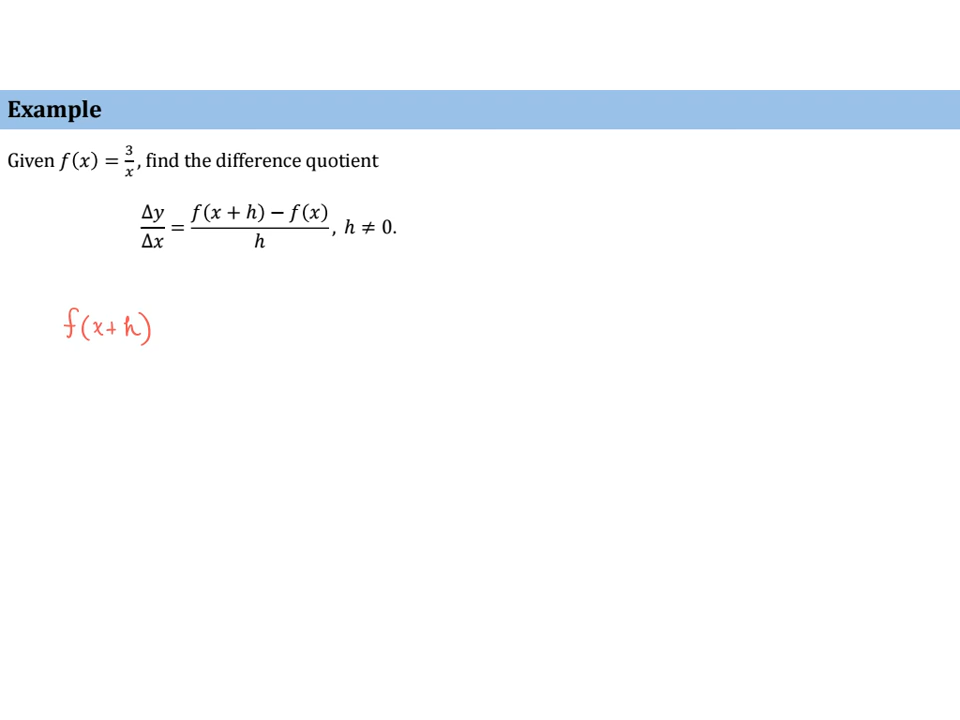 Example
Given f(x) = 3/x, find the difference quotient
Δy/Δx = f(x + h) − f(x)/h, h ≠ 0.
f(x+h)